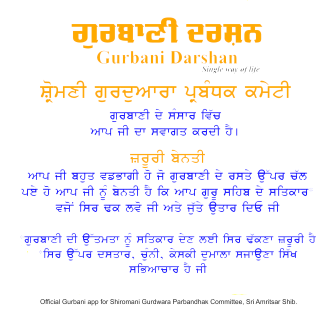 ਗੁਰਬਾਣੀ ਦਰਸ਼ਨ
Gurbani Darshan
Single way of life
ਸ਼੍ਰੋਮਣੀ ਗੁਰਦੁਆਰਾ ਪ੍ਰਬੰਧਕ ਕਮੇਟੀ
ਗੁਰਬਾਣੀ ਦੇ ਸੰਸਾਰ ਵਿੱਚ
ਆਪ ਜੀ ਦਾ ਸਵਾਗਤ ਕਰਦੀ ਹੈ।
ਜ਼ਰੂਰੀ ਬੇਨਤੀ
ਆਪ ਜੀ ਬਹੁਤ ਵਡਭਾਗੀ ਹੋ ਜੋ ਗੁਰਬਾਣੀ ਦੇ ਰਸਤੇ ਉੱਪਰ ਚੱਲ
ਪਏ ਹੋ ਆਪ ਜੀ ਨੂੰ ਬੇਨਤੀ ਹੈ ਕਿ ਆਪ ਗੁਰੂ ਸਹਿਬ ਦੇ ਸਤਿਕਾਰ
ਵਜੋਂ ਸਿਰ ਢਕ ਲਵੋ ਜੀ ਅਤੇ ਜੁੱਤੇ ਉਤਾਰ ਦਿਓ ਜੀ
ਗੁਰਬਾਣੀ ਦੀ ਉੱਤਮਤਾ ਨੂੰ ਸਤਿਕਾਰ ਦੇਣ ਲਈ ਸਿਰ ਢੱਕਣਾ ਜ਼ਰੂਰੀ ਹੈ
ਸਿਰ ਉੱਪਰ ਦਸਤਾਰ, ਚੁੰਨੀ, ਕੇਸਕੀ ਦੁਮਾਲਾ ਸਜਾਉਣਾ ਸਿੱਖ
ਸਭਿਆਚਾਰ ਹੈ ਜੀ
Official Gurbani app for Shiromani Gurdwara Parbandhak Committee, Sri Amritsar Shib.